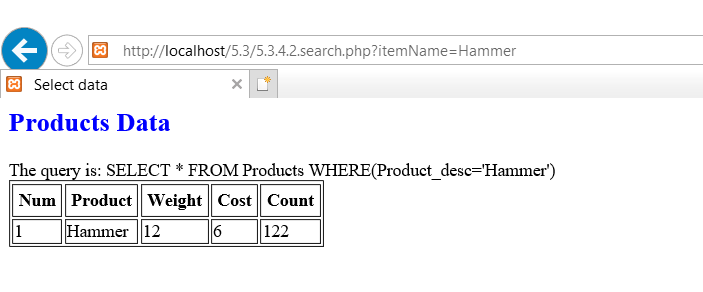 http://localhost/5.3/5.3.4.2.search.php?itemName=Hammer
Select data
Products Data
The query is: SELECT * FROM Products WHERE(Product_desc='Hammer')
Num Product Weight Cost Count
1 Hammer 12 6 122